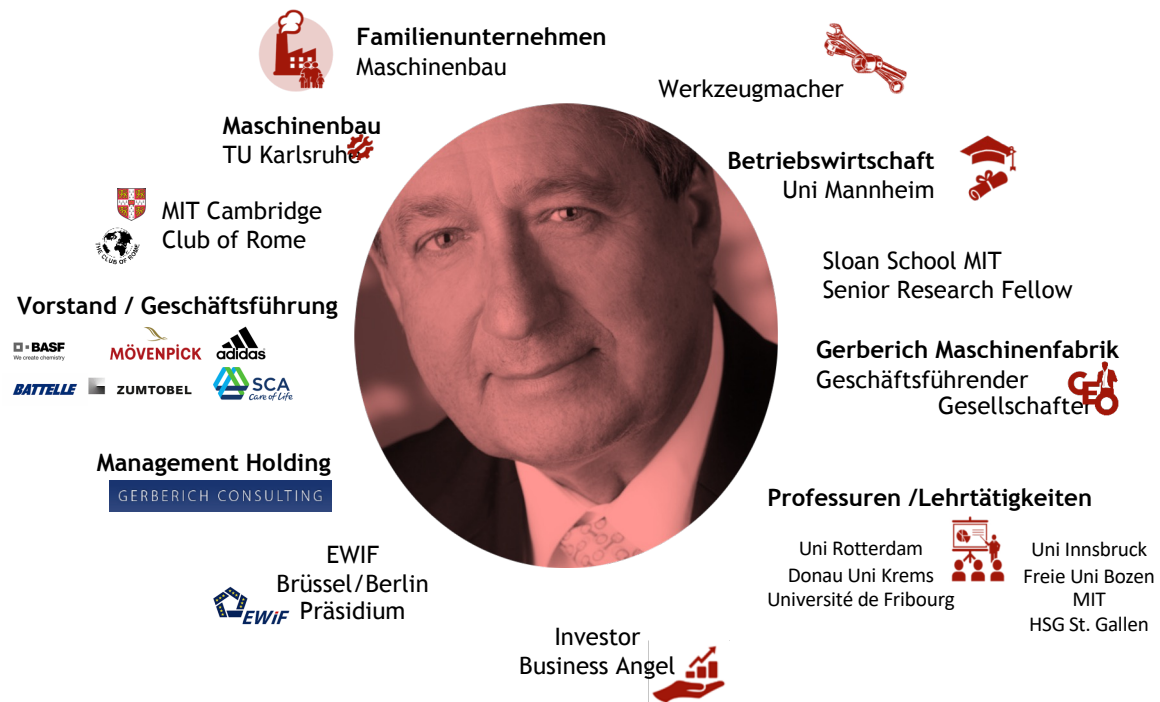 Familienunternehmen
Maschinenbau
Werkzeugmacher
Maschinenbau
TU Karlsruhe
Betriebswirtschaft
Uni Mannheim
MIT Cambridge
Club of Rome
THE CLUB OF ROME
Sloan School MIT
Senior Research Fellow
Vorstand / Geschäftsführung
BASF
We create chemistry
MÖVENPICK
adidas
BATTELLE
ZUMTOBEL
SCA
Care of Life
Gerberich Maschinenfabrik
Geschäftsführender
Gesellschafter
CEO
Management Holding
GERBERICH CONSULTING
Professuren /Lehrtätigkeiten
Uni Rotterdam
Donau Uni Krems
Université de Fribourg
Uni Innsbruck
Freie Uni Bozen
MIT
HSG St. Gallen
EWIF
Brüssel/Berlin
Präsidium
EWiF
Investor
Business Angel